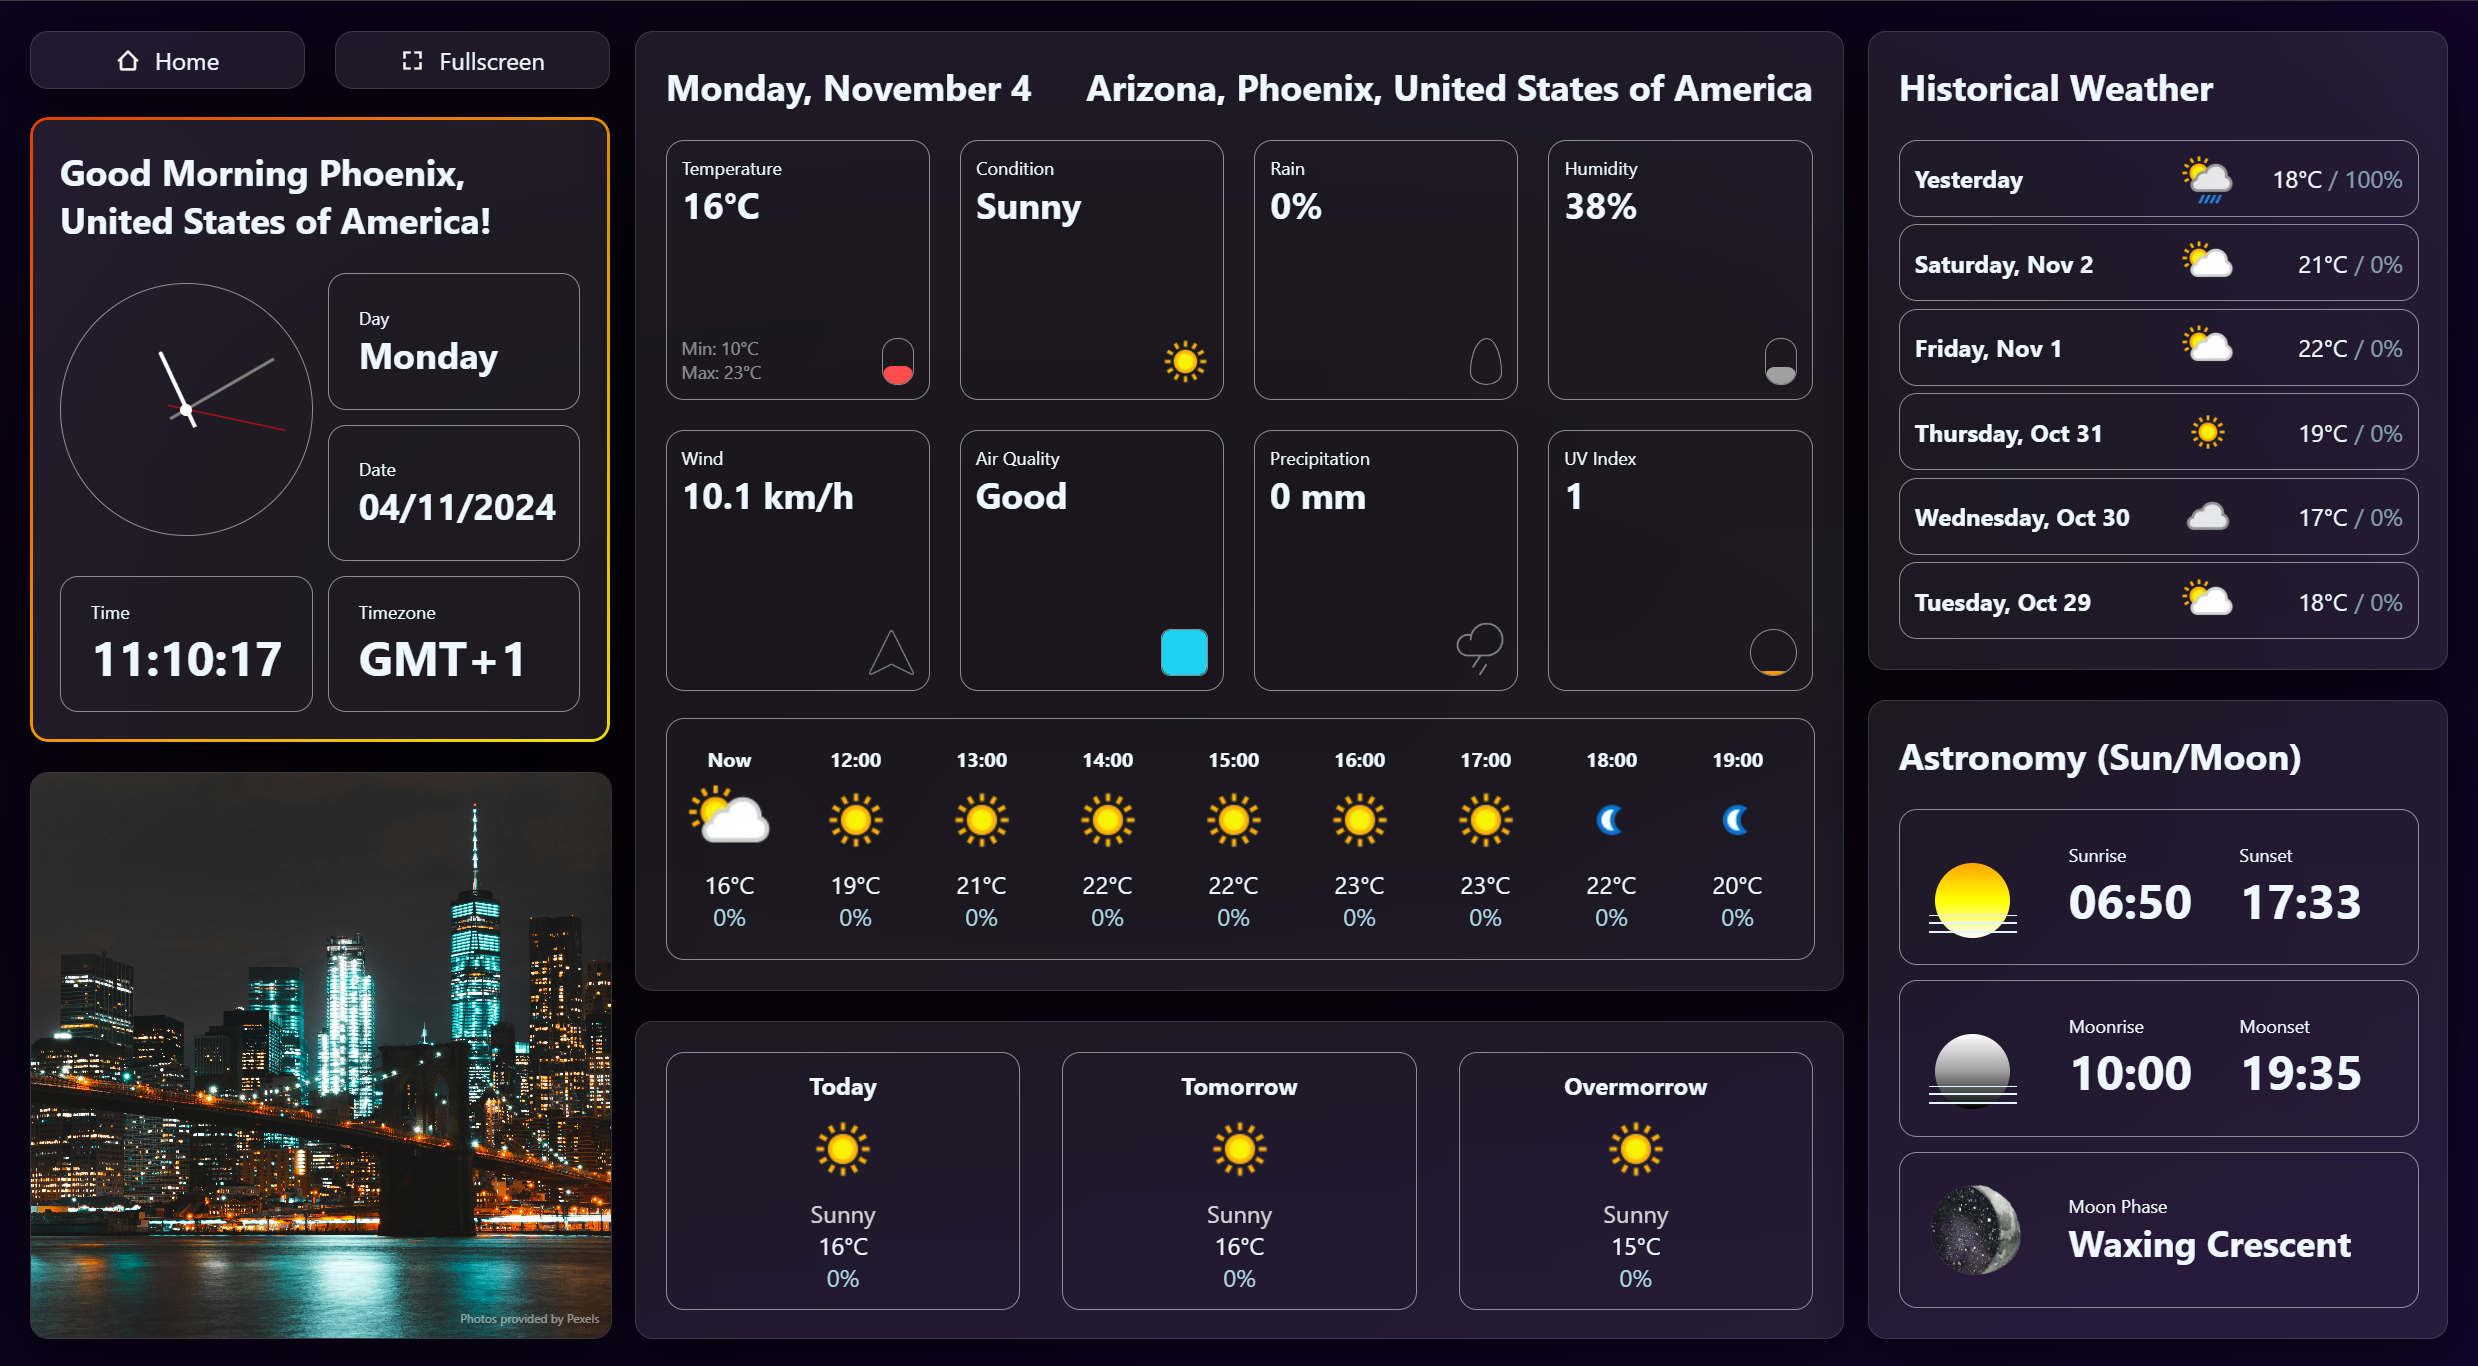 Home
Fullscreen
Good Morning Phoenix,
United States of America!
Day
Monday
Date
04/11/2024
Time
11:10:17
Timezone
GMT+1
Photos provided by Pexels
Monday, November 4
Arizona, Phoenix, United States of America
Temperature
16°C
Min: 10°C
Max: 23°C
Condition
Sunny
Rain
0%
Humidity
38%
Wind
10.1 km/h
Air Quality
Good
Precipitation
0 mm
UV Index
1
Now 12:00 13:00 14:00 15:00 16:00 17:00 18:00 19:00
16°C 19°C 21°C 22°C 22°C 23°C 23°C 22°C 20°C
0% 0% 0% 0% 0% 0% 0% 0% 0%
Today
Sunny
16°C
0%
Tomorrow
Sunny
16°C
0%
Overmorrow
Sunny
15°C
0%
Historical Weather
Yesterday 18°C / 100%
Saturday, Nov 2 21°C / 0%
Friday, Nov 1 22°C / 0%
Thursday, Oct 31 19°C / 0%
Wednesday, Oct 30 17°C / 0%
Tuesday, Oct 29 18°C / 0%
Astronomy (Sun/Moon)
Sunrise
06:50
Sunset
17:33
Moonrise
10:00
Moonset
19:35
Moon Phase
Waxing Crescent